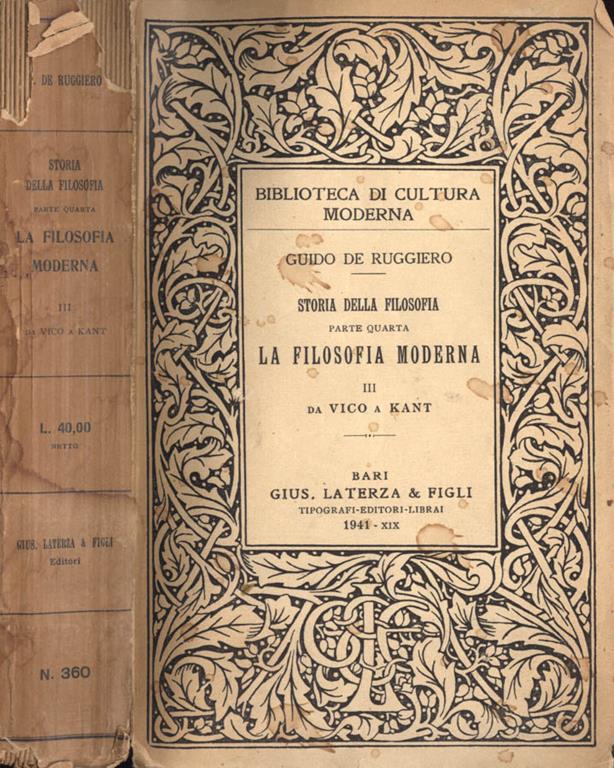 . DE RUGGIERO
STORIA
DELLA FILOSOFIA
PARTE QUARTA
LA FILOSOFIA
MODERNA
III
DA VICO A KANT
L. 40,00
NETTO
GIUS. LATERZA & FIGLI
Editori
N. 360
BIBLIOTECA DI CULTURA
MODERNA
GUIDO DE RUGGIERO
STORIA DELLA FILOSOFIA
PARTE QUARTA
LA FILOSOFIA MODERNA
III
DA VICO A KANT
BARI
GIUS. LATERZA & FIGLI
TIPOGRAFI-EDITORI-LIBRAI
1941 - XIX